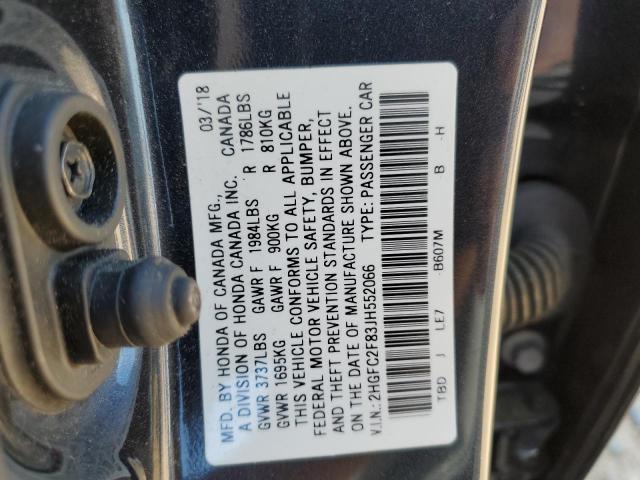 MFD. BY HONDA OF CANADA MFG., 03/'18
A DIVISION OF HONDA CANADA INC. CANADA
GVWR 3737LBS GAWR F 1984LBS R 1786LBS
GVWR 1695KG GAWR F 900KG R 810KG
THIS VEHICLE CONFORMS TO ALL APPLICABLE
FEDERAL MOTOR VEHICLE SAFETY, BUMPER,
AND THEFT PREVENTION STANDARDS IN EFFECT
ON THE DATE OF MANUFACTURE SHOWN ABOVE.
V.I.N.: 2HGFC2F83JH552066 TYPE: PASSENGER CAR
TBD J LE7 -B607M B -H